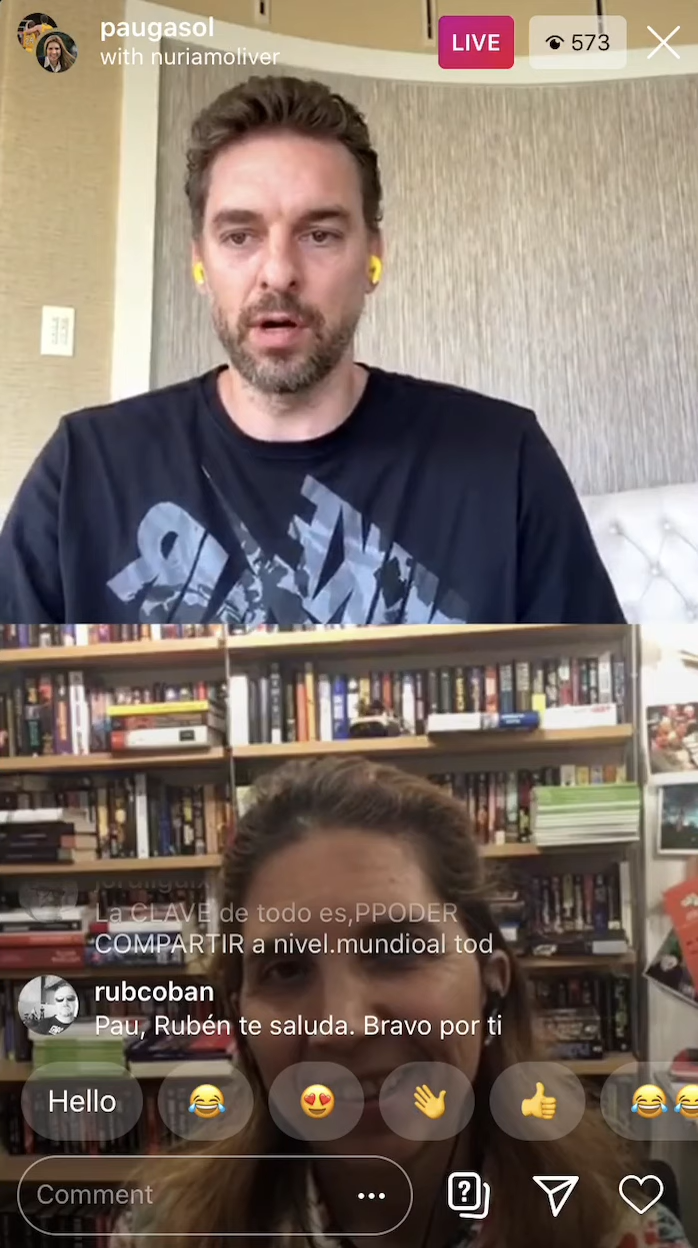 paugasol
with nuriamoliver
LIVE
573
La CLAVE de todo es,PPODER
COMPARTIR a nivel.mundioal tod
rubcoban
Pau, Rubén te saluda. Bravo por ti
Hello
Comment